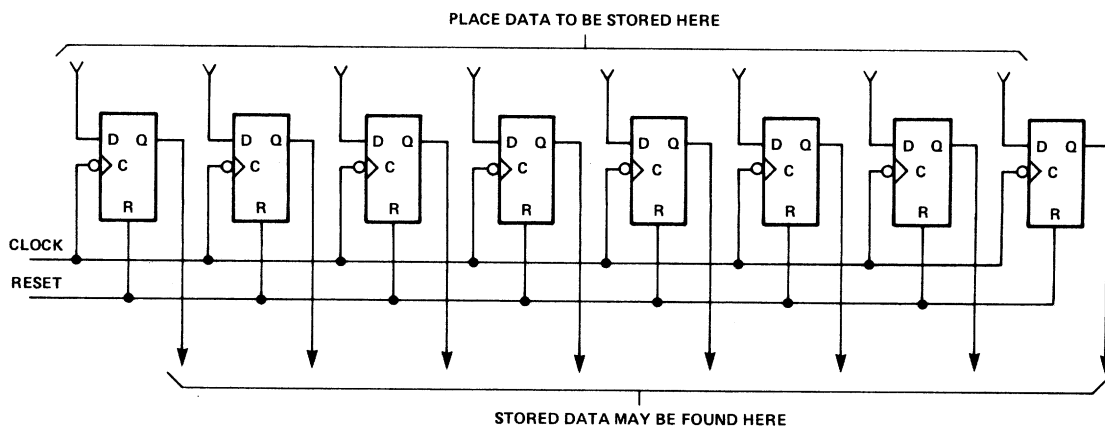 PLACE DATA TO BE STORED HERE
D Q D Q D Q D Q D Q D Q D Q D Q
C C C C C C C C
R R R R R R R R
CLOCK
RESET
STORED DATA MAY BE FOUND HERE